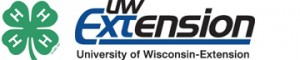 H H
H H
UW
Extension
University of Wisconsin-Extension